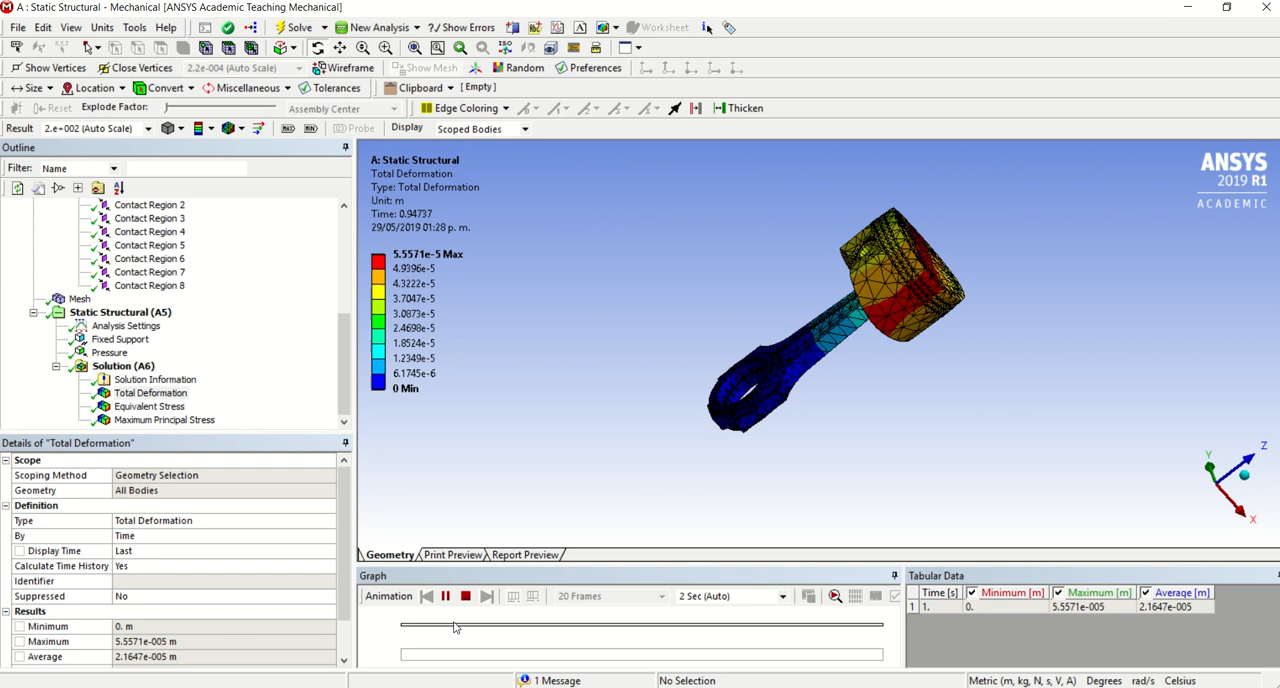 A : Static Structural - Mechanical [ANSYS Academic Teaching Mechanical]
File Edit View Units Tools Help Solve New Analysis ?/ Show Errors Worksheet
Show Vertices Close Vertices 2.2e-004 (Auto Scale) Wireframe Show Mesh Random Preferences
Size Location Convert Miscellaneous Tolerances Clipboard [ Empty ]
Reset Explode Factor: Assembly Center Edge Coloring Thicken
Result 2.e+002 (Auto Scale) Probe Display Scoped Bodies
Outline
Filter: Name
Contact Region 2
Contact Region 3
Contact Region 4
Contact Region 5
Contact Region 6
Contact Region 7
Contact Region 8
Mesh
Static Structural (A5)
Analysis Settings
Fixed Support
Pressure
Solution (A6)
Solution Information
Total Deformation
Equivalent Stress
Maximum Principal Stress
Details of "Total Deformation"
Scope
Scoping Method Geometry Selection
Geometry All Bodies
Definition
Type Total Deformation
By Time
Display Time Last
Calculate Time History Yes
Identifier
Suppressed No
Results
Minimum 0. m
Maximum 5.5571e-005 m
Average 2.1647e-005 m
A: Static Structural
Total Deformation
Type: Total Deformation
Unit: m
Time: 0.94737
29/05/2019 01:28 p. m.
5.5571e-5 Max
4.9396e-5
4.3222e-5
3.7047e-5
3.0873e-5
2.4698e-5
1.8524e-5
1.2349e-5
6.1745e-6
0 Min
ANSYS
2019 R1
ACADEMIC
Y
Z
X
Geometry Print Preview Report Preview
Graph
Animation 20 Frames 2 Sec (Auto)
Tabular Data
Time [s] Minimum [m] Maximum [m] Average [m]
1 1. 0. 5.5571e-005 2.1647e-005
1 Message No Selection Metric (m, kg, N, s, V, A) Degrees rad/s Celsius